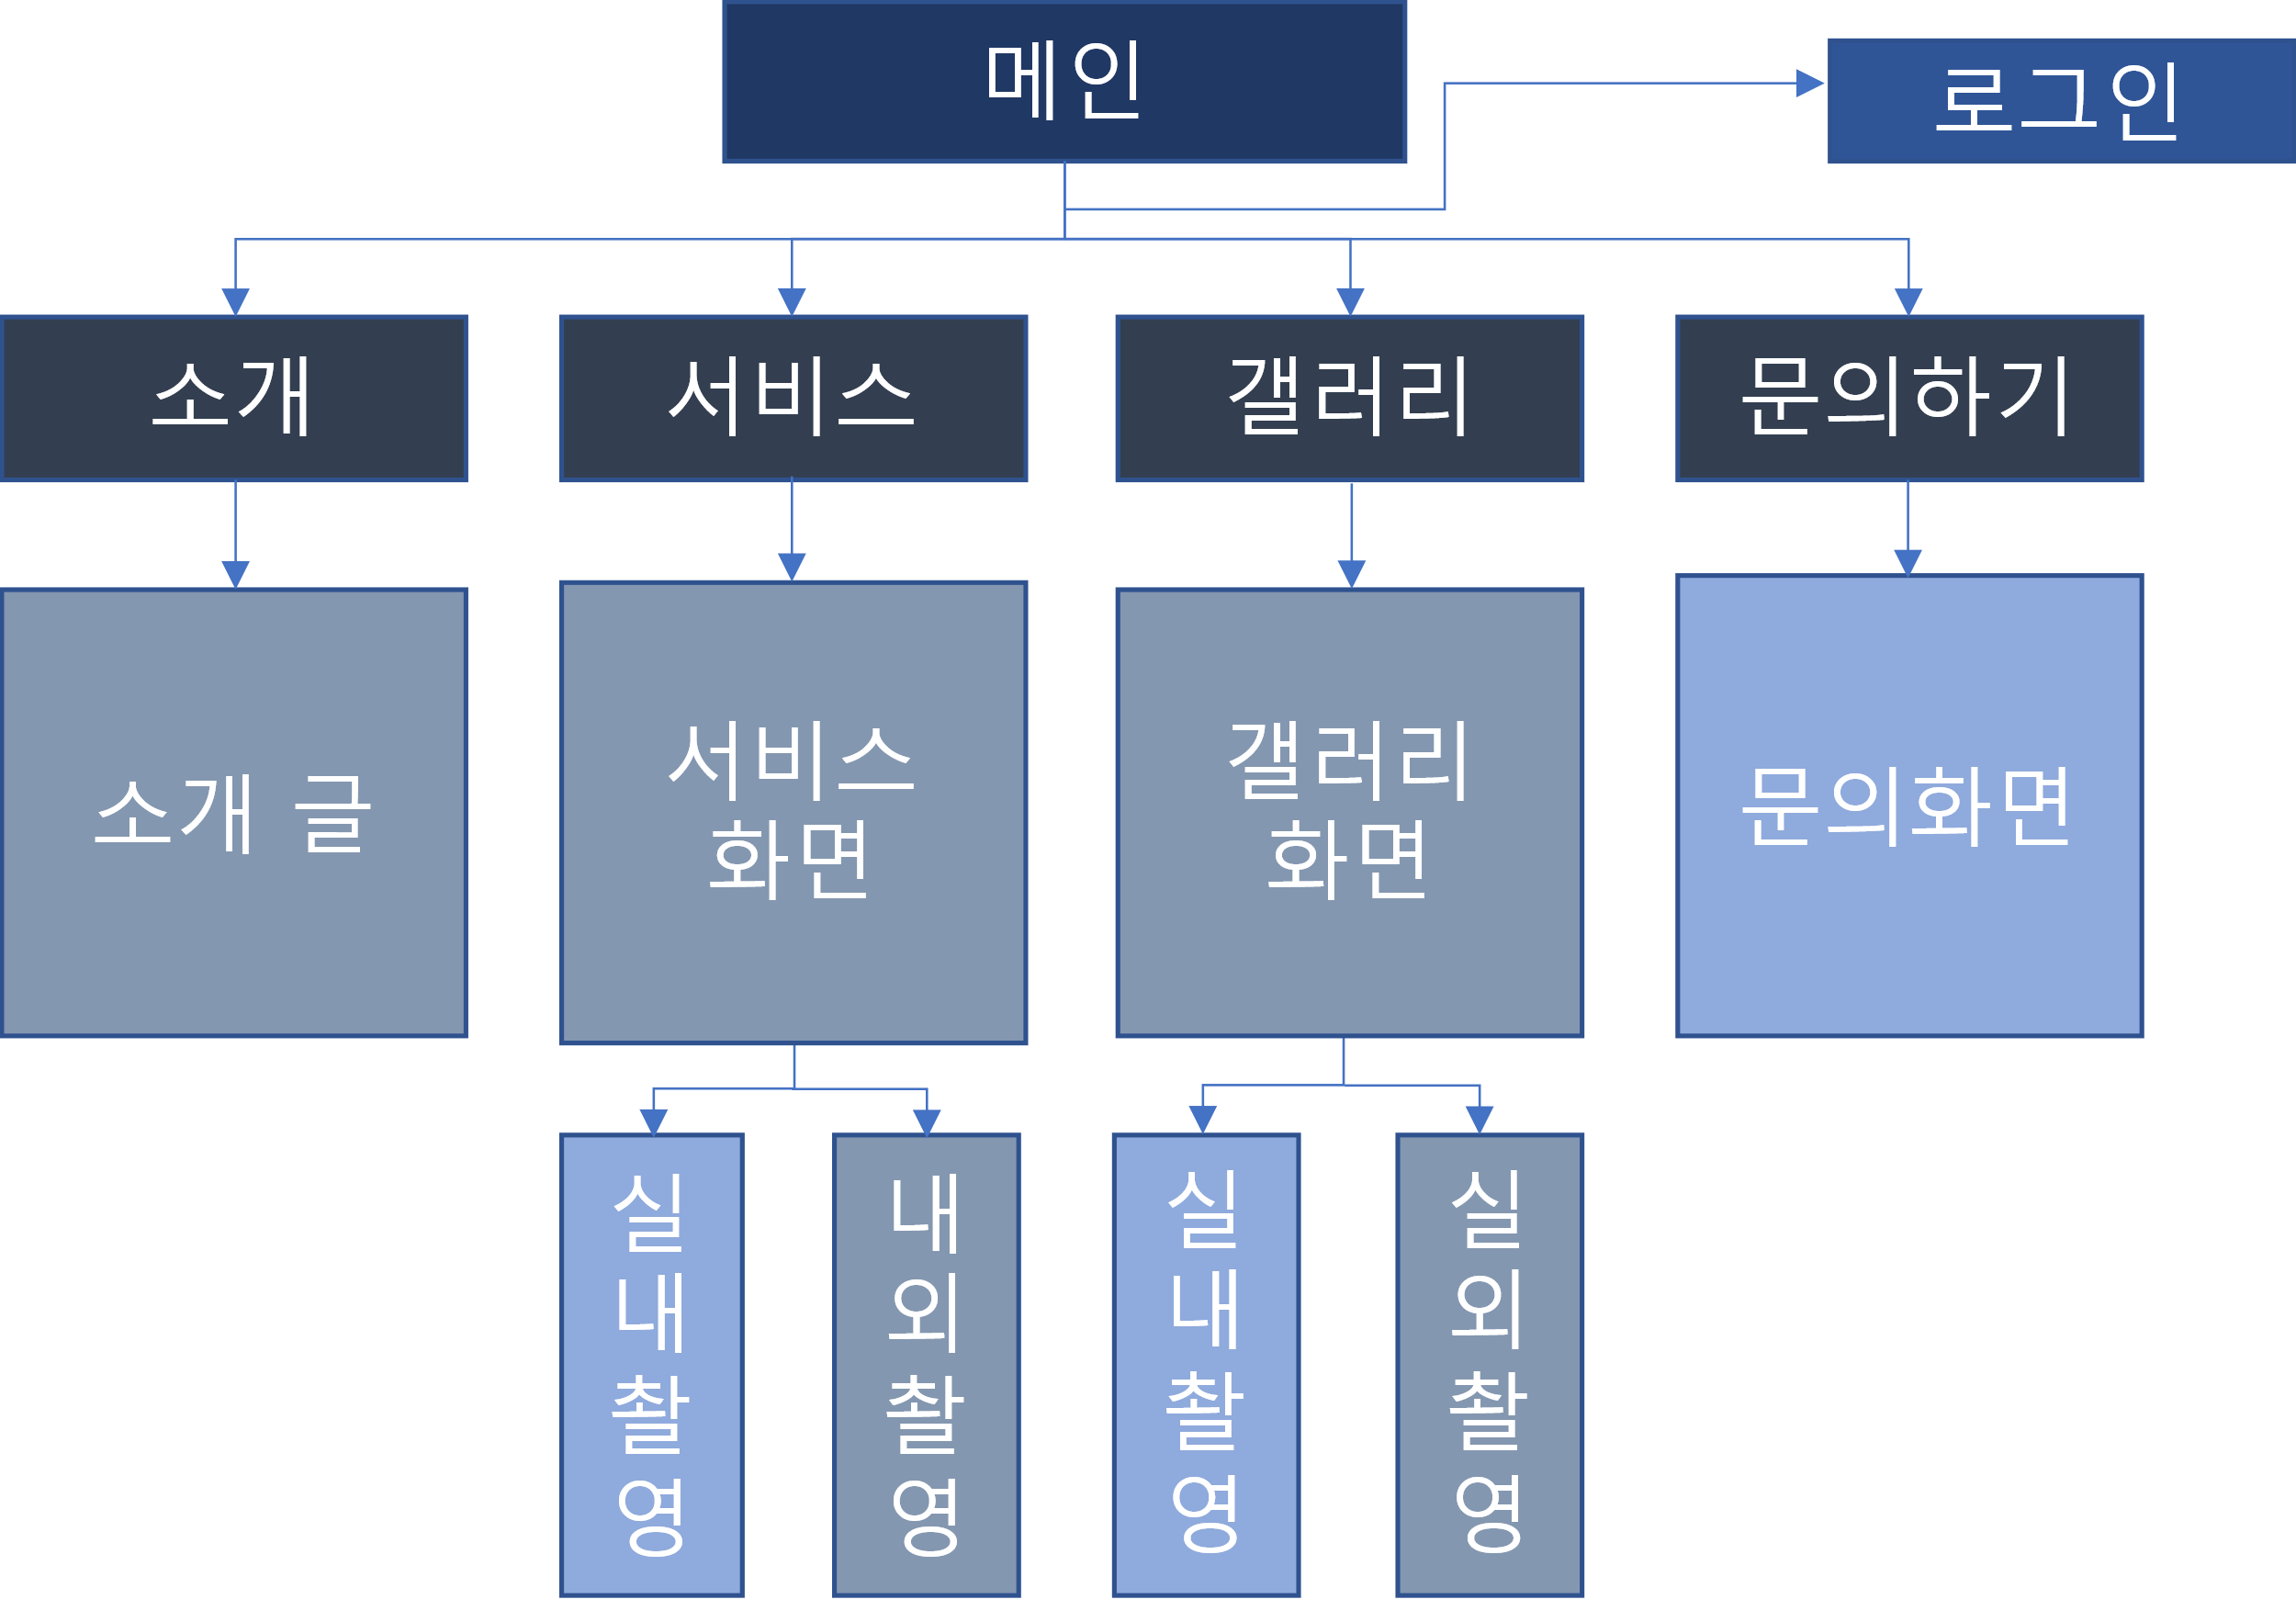 메인
로그인
소개
서비스
갤러리
문의하기
소개 글
서비스
화면
갤러리
화면
문의화면
실내촬영
내외촬영
실내촬영
실외촬영